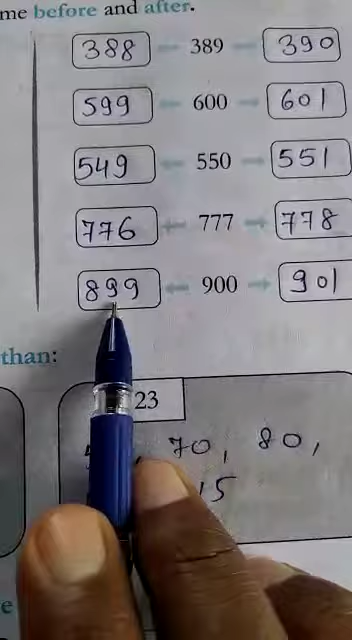 me before and after.
388 389 390
599 600 601
549 550 551
776 777 778
899 900 901
than:
23
70, 80,
15
e